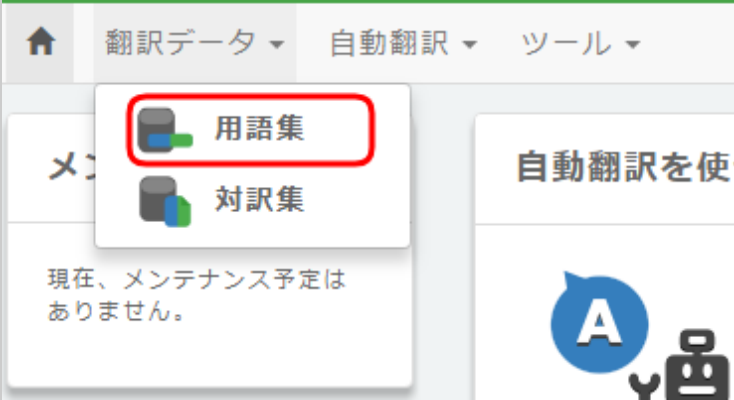 翻訳データ
自動翻訳
ツール
用語集
対訳集
メン
自動翻訳を使
現在、メンテナンス予定は
ありません。
A